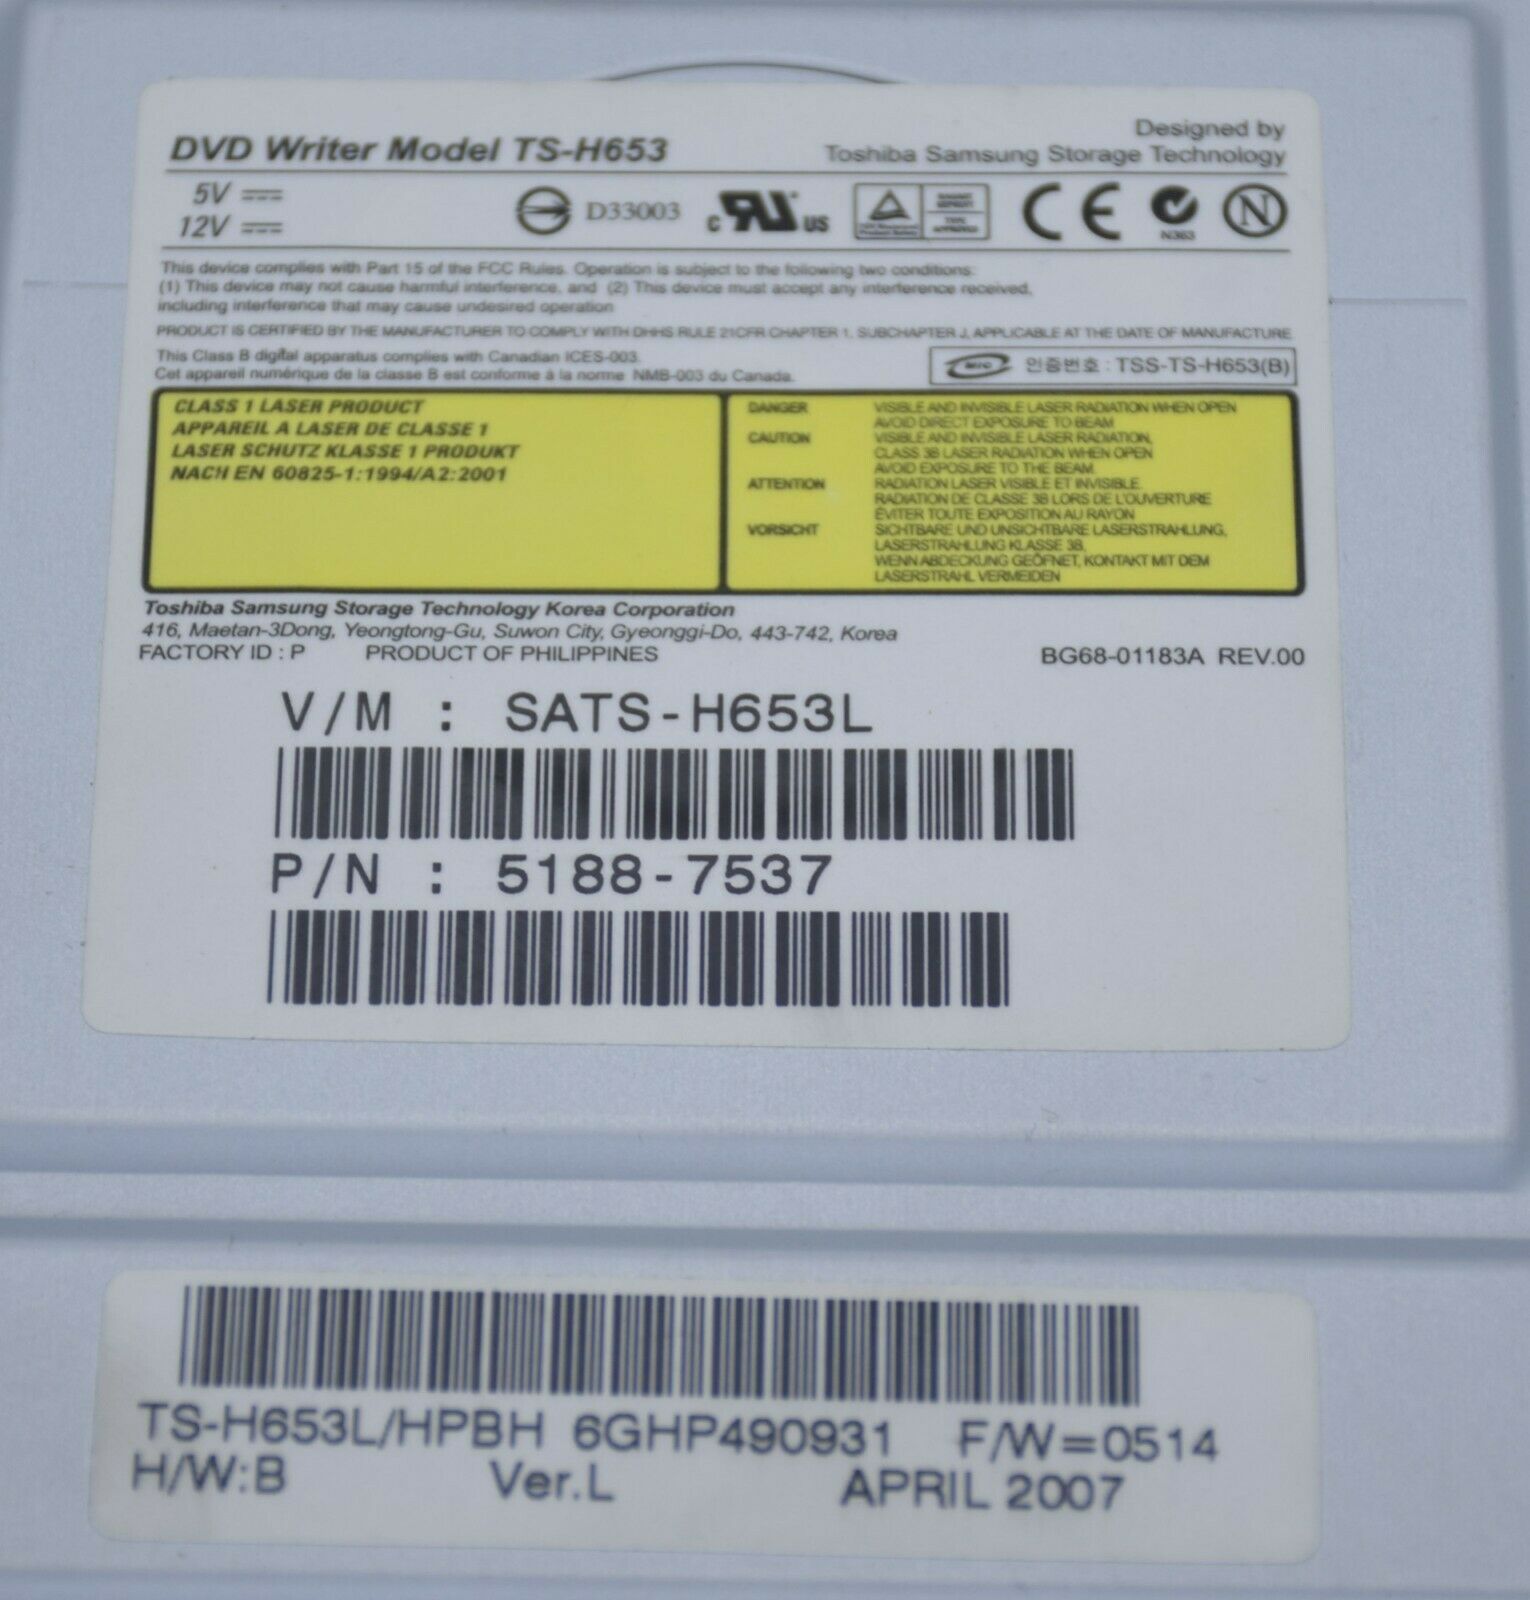 DVD Writer Model TS-H653
Designed by
Toshiba Samsung Storage Technology
5V
12V
D33003
c RU US
CE
N363
N
This device complies with Part 15 of the FCC Rules. Operation is subject to the following two conditions:
(1) This device may not cause harmful interference, and (2) This device must accept any interference received,
including interference that may cause undesired operation
PRODUCT IS CERTIFIED BY THE MANUFACTURER TO COMPLY WITH DHHS RULE 21CFR CHAPTER 1, SUBCHAPTER J, APPLICABLE AT THE DATE OF MANUFACTURE
This Class B digital apparatus complies with Canadian ICES-003.
Cet appareil numérique de la classe B est conforme à la norme NMB-003 du Canada.
MIC 인증번호 : TSS-TS-H653(B)
CLASS 1 LASER PRODUCT
APPAREIL A LASER DE CLASSE 1
LASER SCHUTZ KLASSE 1 PRODUKT
NACH EN 60825-1:1994/A2:2001
DANGER VISIBLE AND INVISIBLE LASER RADIATION WHEN OPEN
AVOID DIRECT EXPOSURE TO BEAM
CAUTION VISIBLE AND INVISIBLE LASER RADIATION,
CLASS 3B LASER RADIATION WHEN OPEN
AVOID EXPOSURE TO THE BEAM
ATTENTION RADIATION LASER VISIBLE ET INVISIBLE.
RADIATION DE CLASSE 3B LORS DE L'OUVERTURE
ÉVITER TOUTE EXPOSITION AU RAYON
VORSICHT SICHTBARE UND UNSICHTBARE LASERSTRAHLUNG,
LASERSTRAHLUNG KLASSE 3B,
WENN ABDECKUNG GEÖFNET, KONTAKT MIT DEM
LASERSTRAHL VERMEIDEN
Toshiba Samsung Storage Technology Korea Corporation
416, Maetan-3Dong, Yeongtong-Gu, Suwon City, Gyeonggi-Do, 443-742, Korea
FACTORY ID : P PRODUCT OF PHILIPPINES
BG68-01183A REV.00
V/M : SATS-H653L
P/N : 5188-7537
TS-H653L/HPBH 6GHP490931 F/W=0514
H/W:B Ver.L APRIL 2007